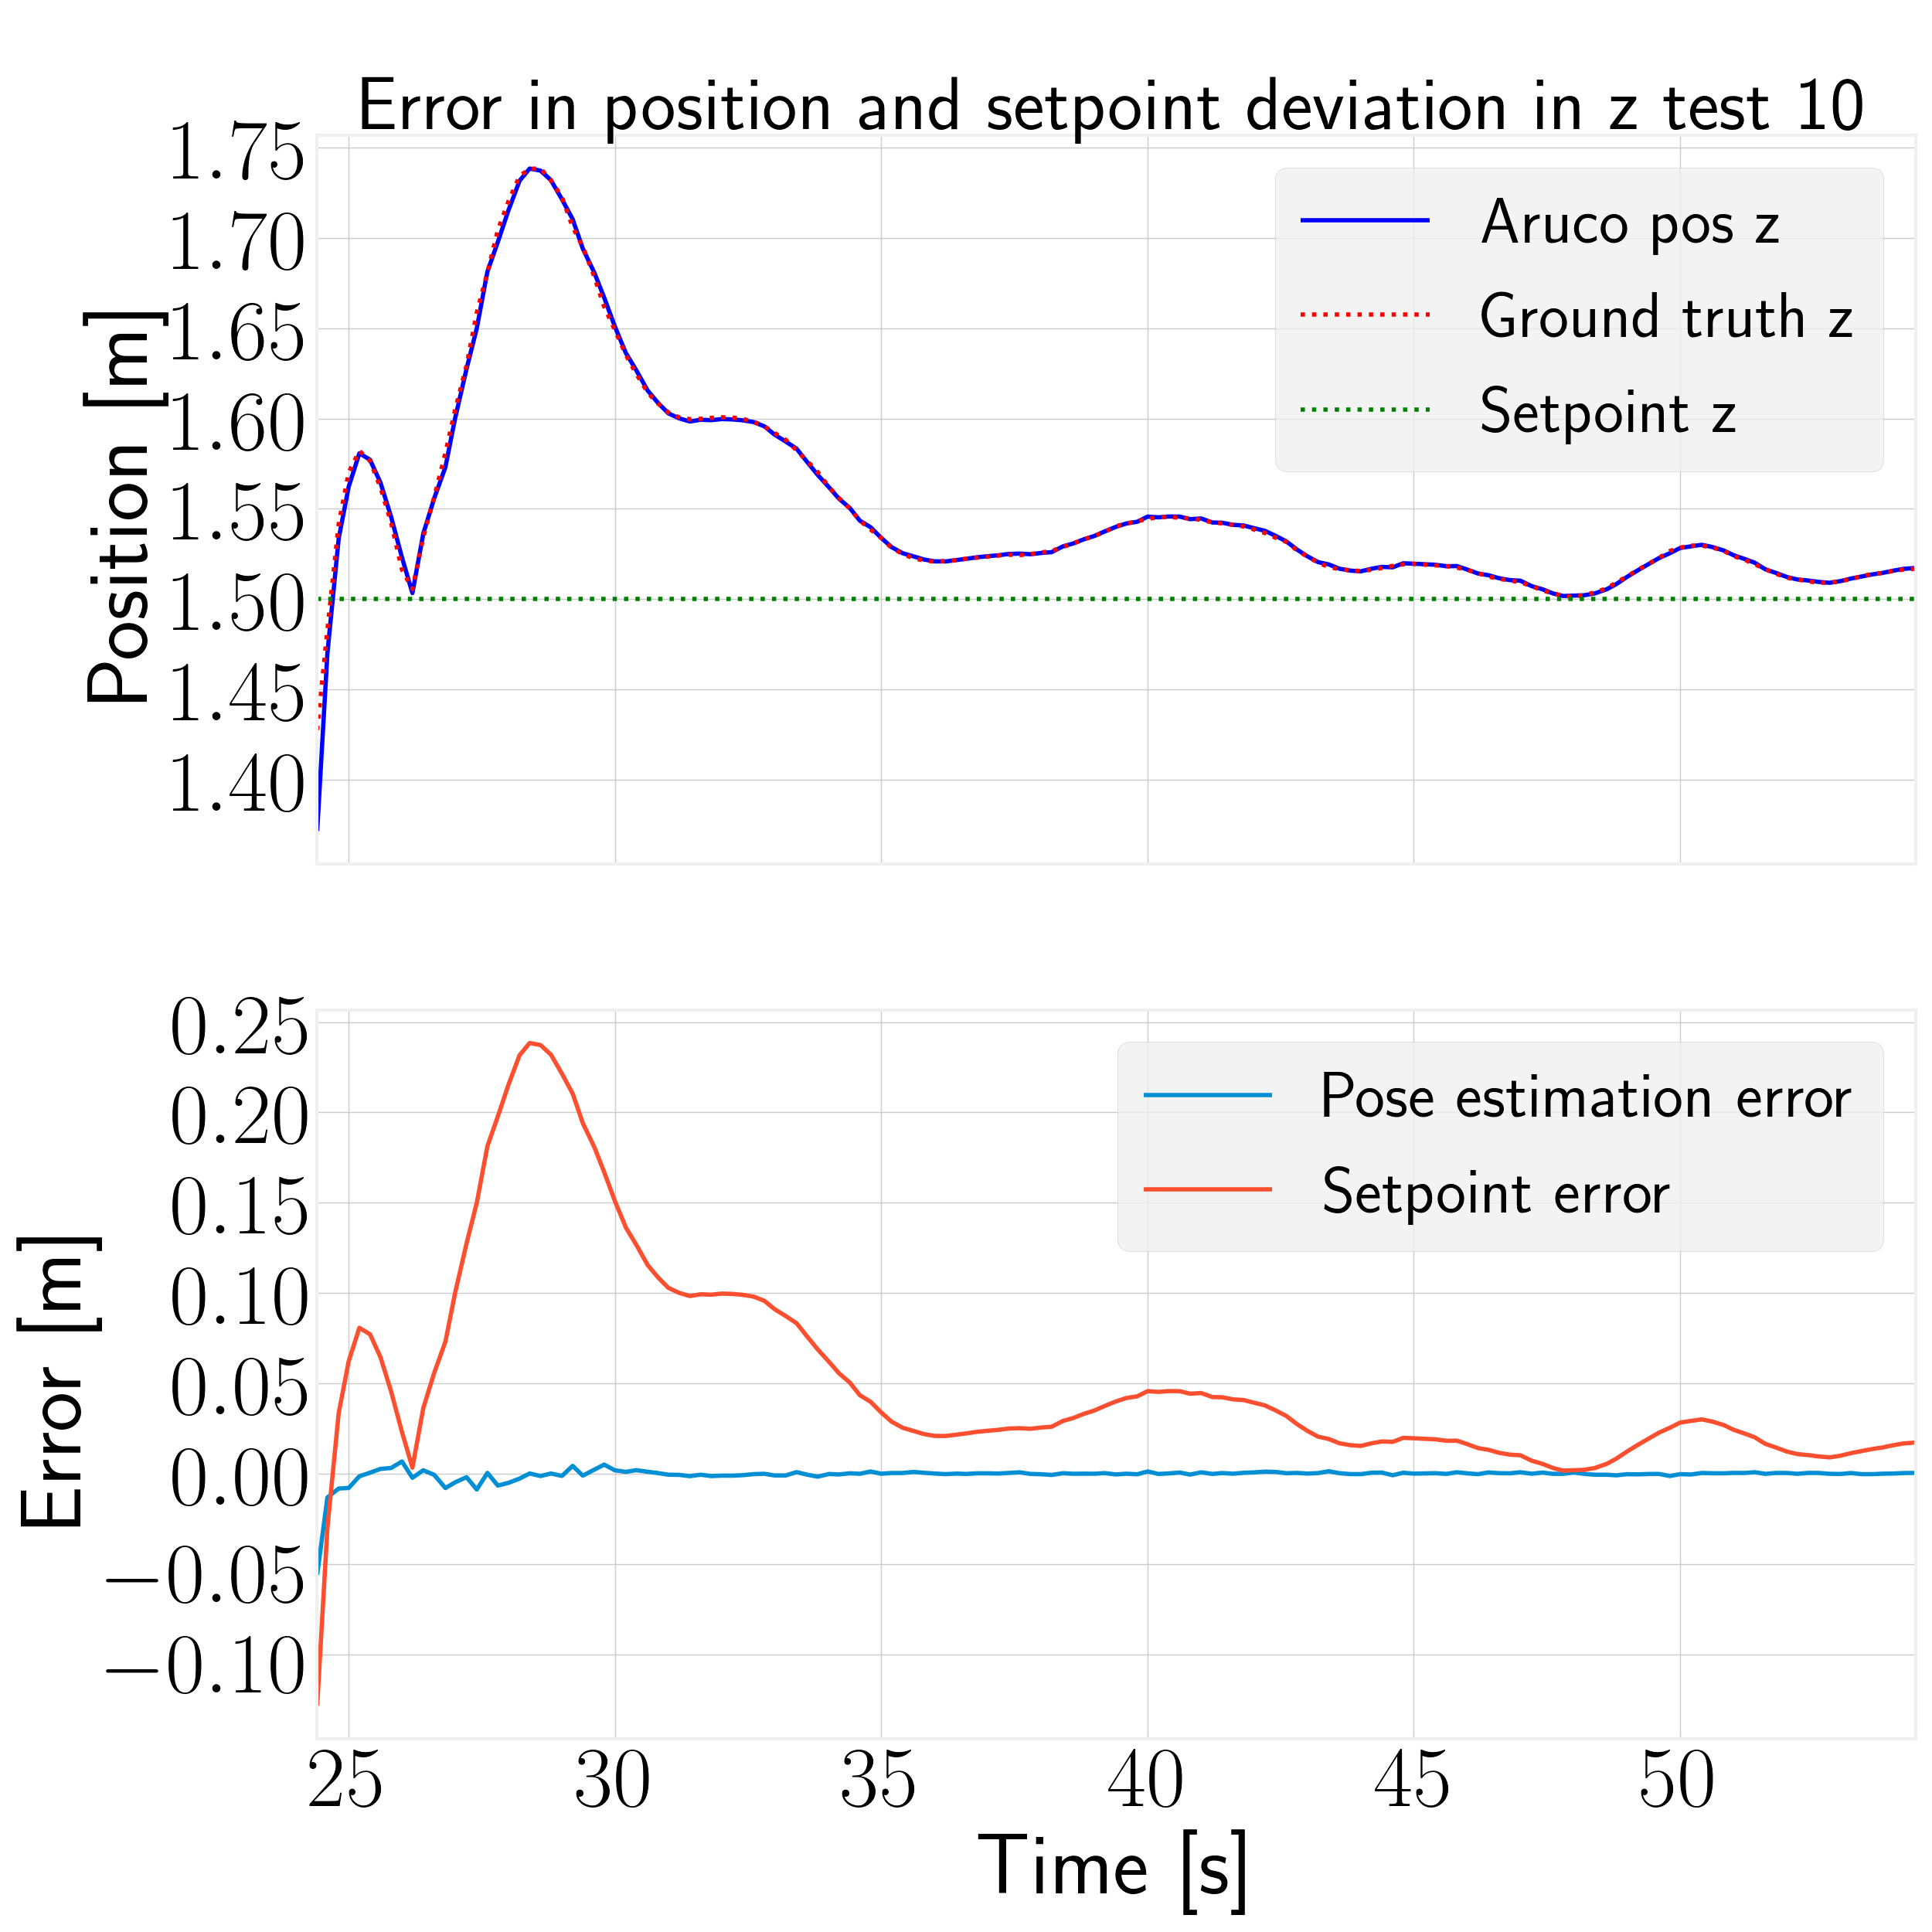 Error in position and setpoint deviation in z test 10
Position [m]
1.75
1.70
1.65
1.60
1.55
1.50
1.45
1.40
Aruco pos z
Ground truth z
Setpoint z
Error [m]
0.25
0.20
0.15
0.10
0.05
0.00
−0.05
−0.10
Pose estimation error
Setpoint error
25 30 35 40 45 50
Time [s]